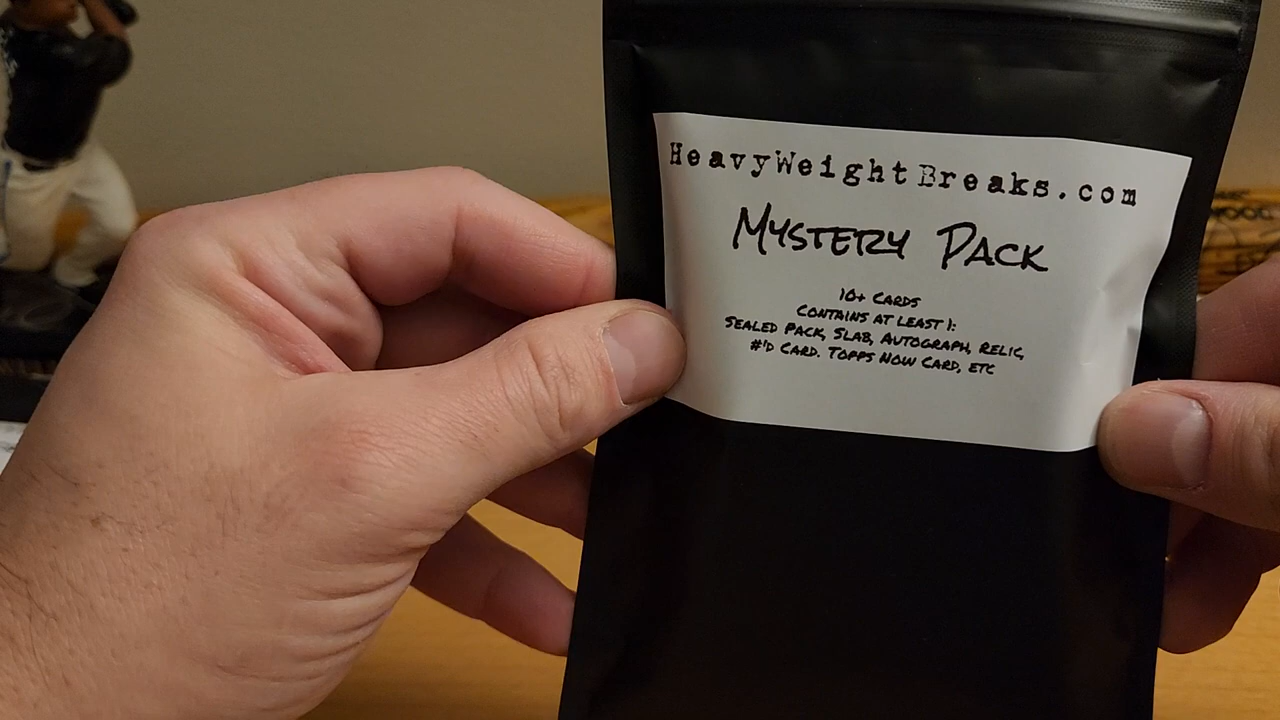 HeavyWeightBreaks.com
Mystery Pack
10+ Cards
Contains at least 1:
Sealed Pack, Slab, Autograph, Relic,
#'d Card. Topps Now Card, etc